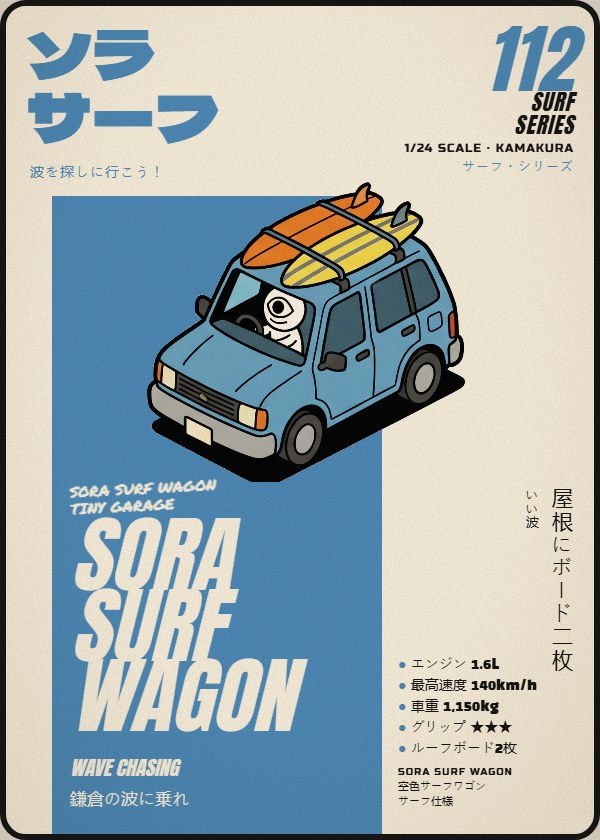 ソラ
サーフ
波を探しに行こう！
112
SURF
SERIES
1/24 SCALE · KAMAKURA
サーフ・シリーズ
SORA SURF WAGON
TINY GARAGE
SORA
SURF
WAGON
WAVE CHASING
鎌倉の波に乗れ
屋根にボード二枚
いい波
● エンジン 1.6L
● 最高速度 140km/h
● 車重 1,150kg
● グリップ ★★★
● ルーフボード2枚
SORA SURF WAGON
空色サーフワゴン
サーフ仕様